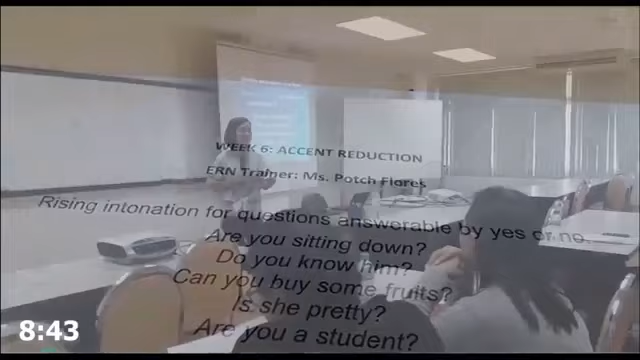 WEEK 6: ACCENT REDUCTION
ERN Trainer: Ms. Potch Flores
Rising intonation for questions answerable by yes or no.
Are you sitting down?
Do you know him?
Can you buy some fruits?
Is she pretty?
Are you a student?
8:43